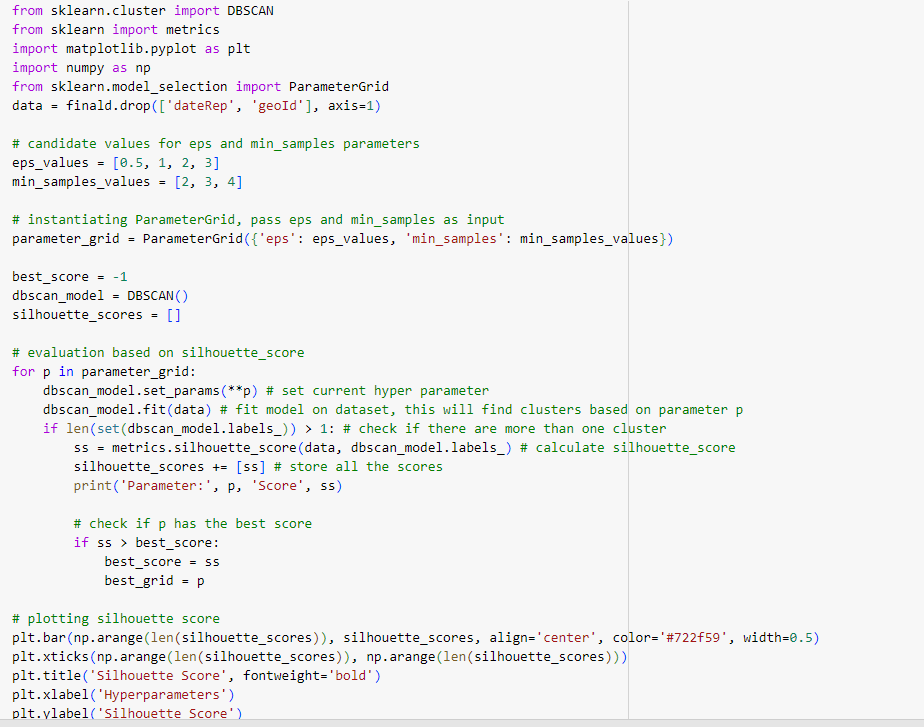 from sklearn.cluster import DBSCAN
from sklearn import metrics
import matplotlib.pyplot as plt
import numpy as np
from sklearn.model_selection import ParameterGrid
data = finald.drop(['dateRep', 'geoId'], axis=1)

# candidate values for eps and min_samples parameters
eps_values = [0.5, 1, 2, 3]
min_samples_values = [2, 3, 4]

# instantiating ParameterGrid, pass eps and min_samples as input
parameter_grid = ParameterGrid({'eps': eps_values, 'min_samples': min_samples_values})

best_score = -1
dbscan_model = DBSCAN()
silhouette_scores = []

# evaluation based on silhouette_score
for p in parameter_grid:
    dbscan_model.set_params(**p) # set current hyper parameter
    dbscan_model.fit(data) # fit model on dataset, this will find clusters based on parameter p
    if len(set(dbscan_model.labels_)) > 1: # check if there are more than one cluster
        ss = metrics.silhouette_score(data, dbscan_model.labels_) # calculate silhouette_score
        silhouette_scores += [ss] # store all the scores
        print('Parameter:', p, 'Score', ss)

        # check if p has the best score
        if ss > best_score:
            best_score = ss
            best_grid = p

# plotting silhouette score
plt.bar(np.arange(len(silhouette_scores)), silhouette_scores, align='center', color='#722f59', width=0.5)
plt.xticks(np.arange(len(silhouette_scores)), np.arange(len(silhouette_scores)))
plt.title('Silhouette Score', fontweight='bold')
plt.xlabel('Hyperparameters')
plt.ylabel('Silhouette Score')